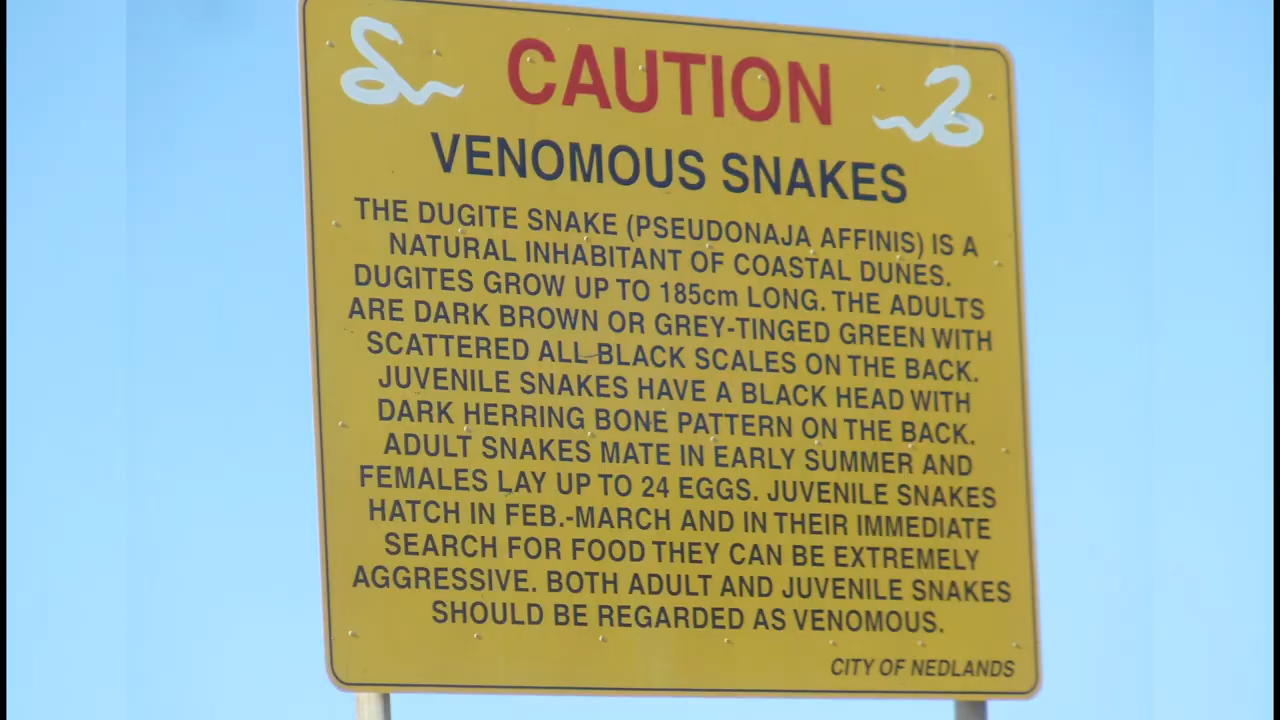 CAUTION
VENOMOUS SNAKES
THE DUGITE SNAKE (PSEUDONAJA AFFINIS) IS A
NATURAL INHABITANT OF COASTAL DUNES.
DUGITES GROW UP TO 185cm LONG. THE ADULTS
ARE DARK BROWN OR GREY-TINGED GREEN WITH
SCATTERED ALL BLACK SCALES ON THE BACK.
JUVENILE SNAKES HAVE A BLACK HEAD WITH
DARK HERRING BONE PATTERN ON THE BACK.
ADULT SNAKES MATE IN EARLY SUMMER AND
FEMALES LAY UP TO 24 EGGS. JUVENILE SNAKES
HATCH IN FEB.-MARCH AND IN THEIR IMMEDIATE
SEARCH FOR FOOD THEY CAN BE EXTREMELY
AGGRESSIVE. BOTH ADULT AND JUVENILE SNAKES
SHOULD BE REGARDED AS VENOMOUS.
CITY OF NEDLANDS